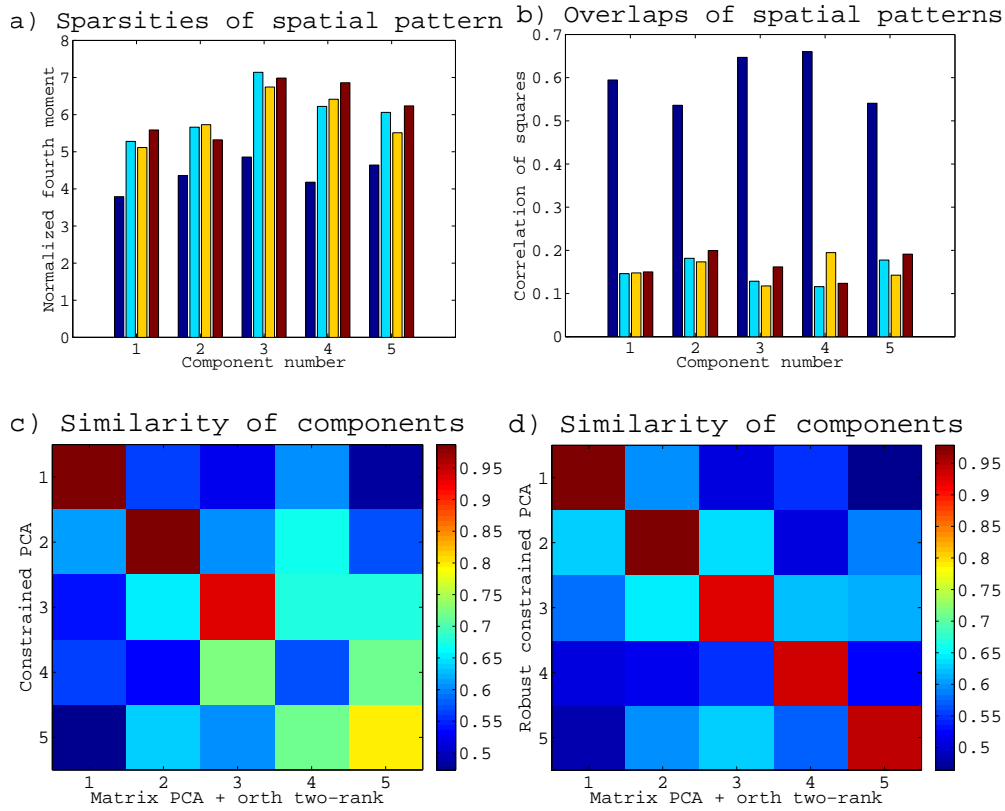 a) Sparsities of spatial pattern
8
7
6
5
4
3
2
1
0
Normalized fourth moment
1 2 3 4 5
Component number
b) Overlaps of spatial patterns
0.7
0.6
0.5
0.4
0.3
0.2
0.1
0
Correlation of squares
1 2 3 4 5
Component number
c) Similarity of components
1
2
3
4
5
Constrained PCA
1 2 3 4 5
Matrix PCA + orth two-rank
0.95
0.9
0.85
0.8
0.75
0.7
0.65
0.6
0.55
0.5
d) Similarity of components
1
2
3
4
5
Robust constrained PCA
1 2 3 4 5
Matrix PCA + orth two-rank
0.95
0.9
0.85
0.8
0.75
0.7
0.65
0.6
0.55
0.5